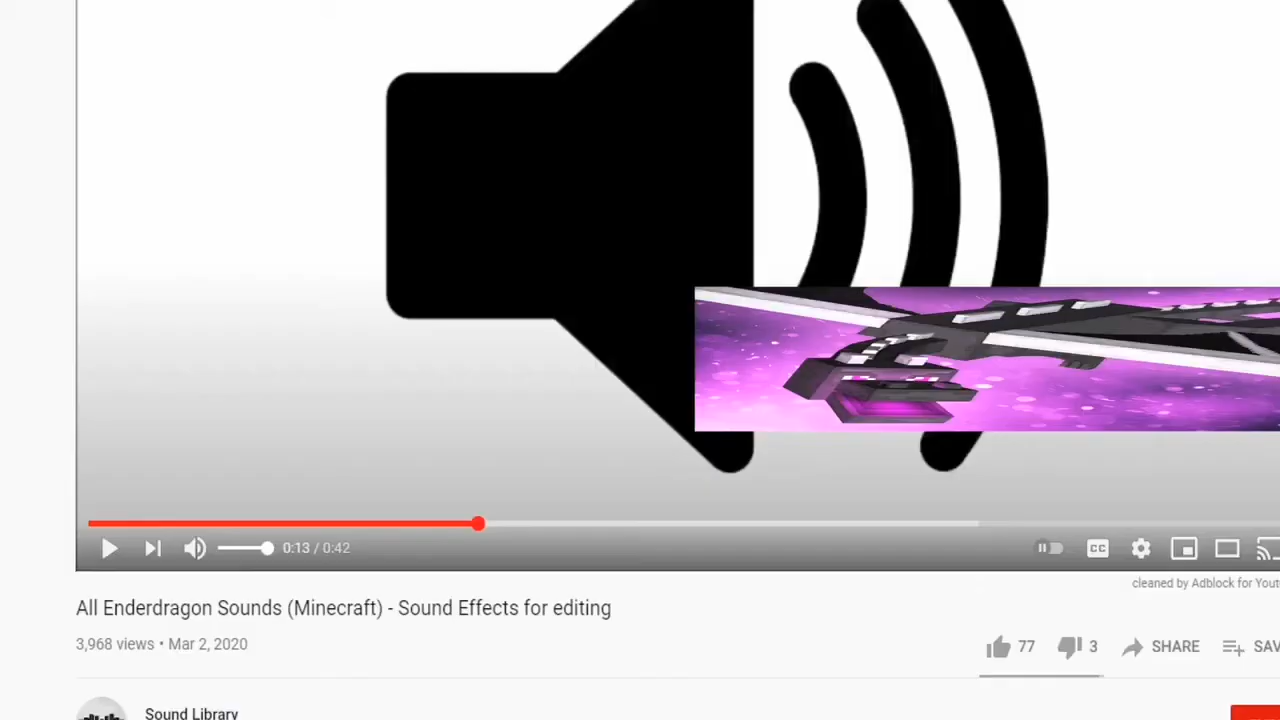 0:13 / 0:42
CC
cleaned by Adblock for Yout
All Enderdragon Sounds (Minecraft) - Sound Effects for editing
3,968 views • Mar 2, 2020
77
3
SHARE
SAV
Sound Library